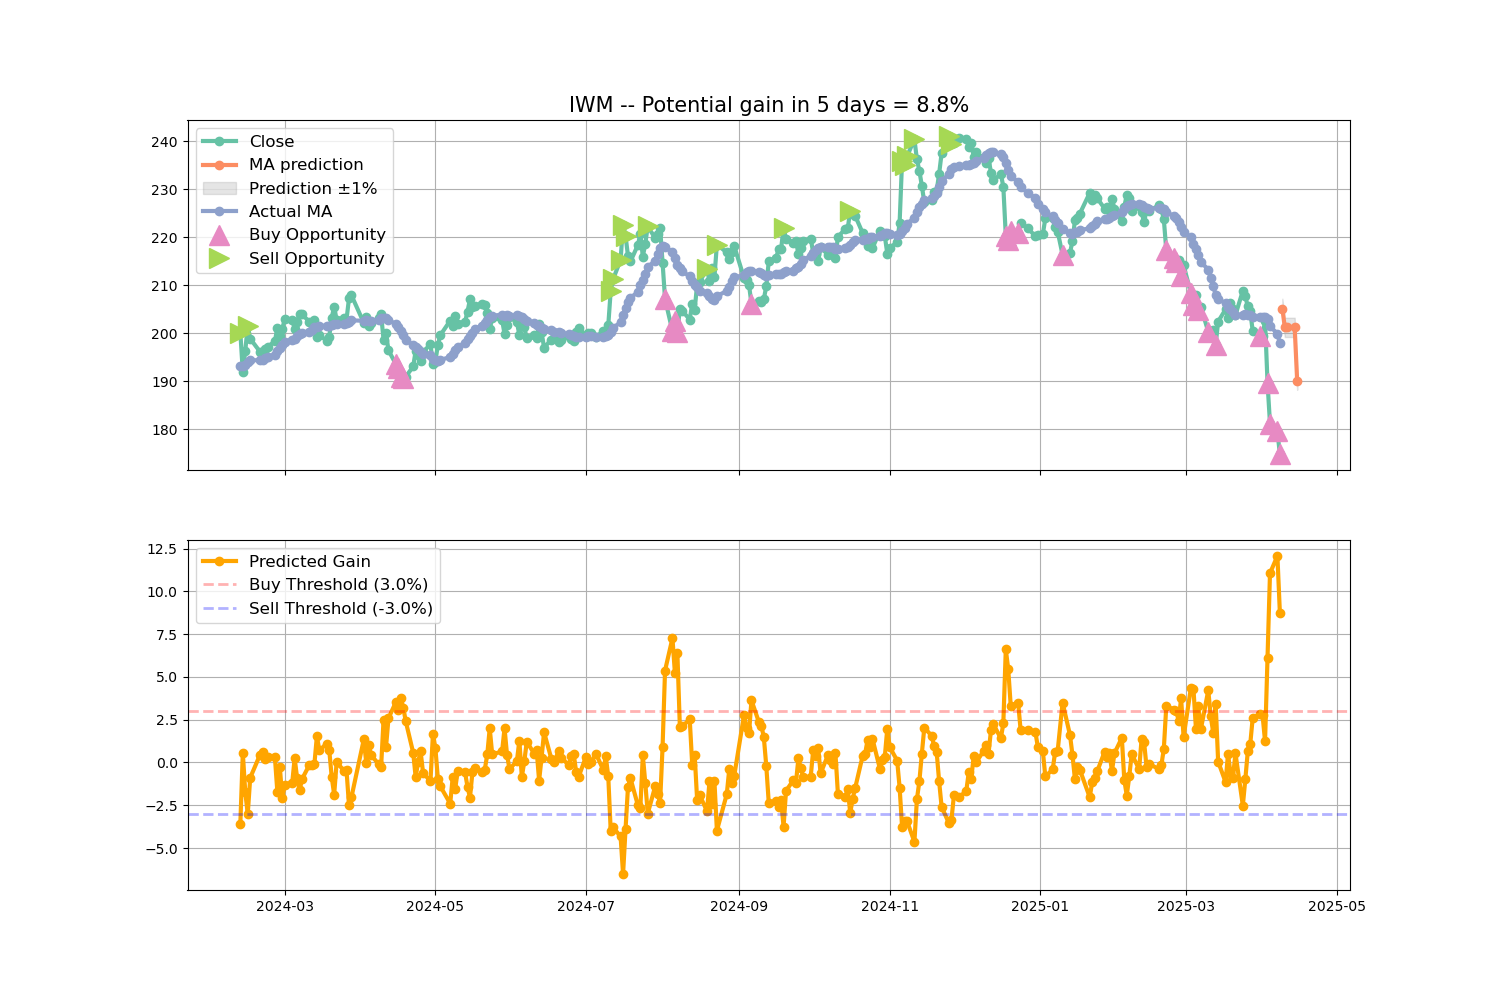 IWM -- Potential gain in 5 days = 8.8%
240
230
220
210
200
190
180
Close
MA prediction
Prediction ±1%
Actual MA
Buy Opportunity
Sell Opportunity
12.5
10.0
7.5
5.0
2.5
0.0
−2.5
−5.0
Predicted Gain
Buy Threshold (3.0%)
Sell Threshold (-3.0%)
2024-03 2024-05 2024-07 2024-09 2024-11 2025-01 2025-03 2025-05